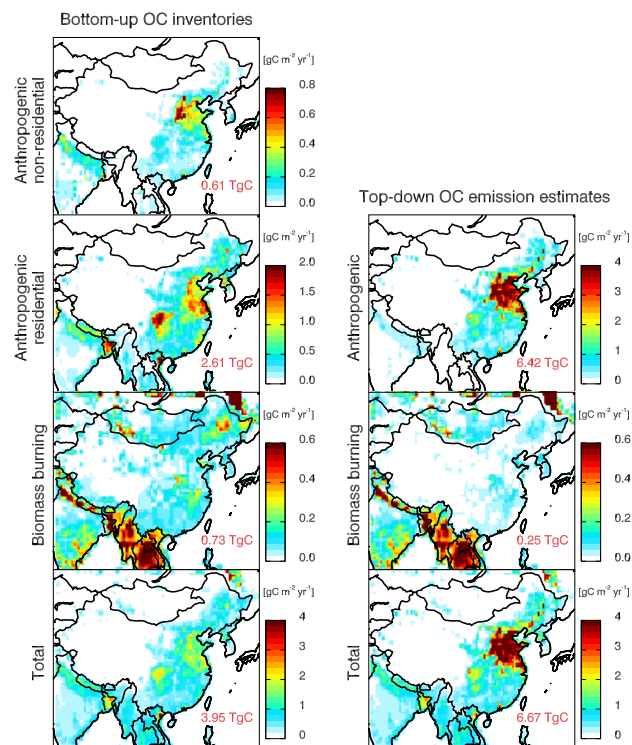 Bottom-up OC inventories
Anthropogenic
non-residential
[gC m-2 yr-1]
0.8
0.6
0.4
0.2
0.0
0.61 TgC
Anthropogenic
residential
[gC m-2 yr-1]
2.0
1.5
1.0
0.5
0.0
2.61 TgC
Biomass burning
[gC m-2 yr-1]
0.6
0.4
0.2
0.0
0.73 TgC
Total
[gC m-2 yr-1]
4
3
2
1
0
3.95 TgC
Top-down OC emission estimates
Anthropogenic
[gC m-2 yr-1]
4
3
2
1
0
6.42 TgC
Biomass burning
[gC m-2 yr-1]
0.6
0.4
0.2
0.0
0.25 TgC
Total
[gC m-2 yr-1]
4
3
2
1
0
6.67 TgC